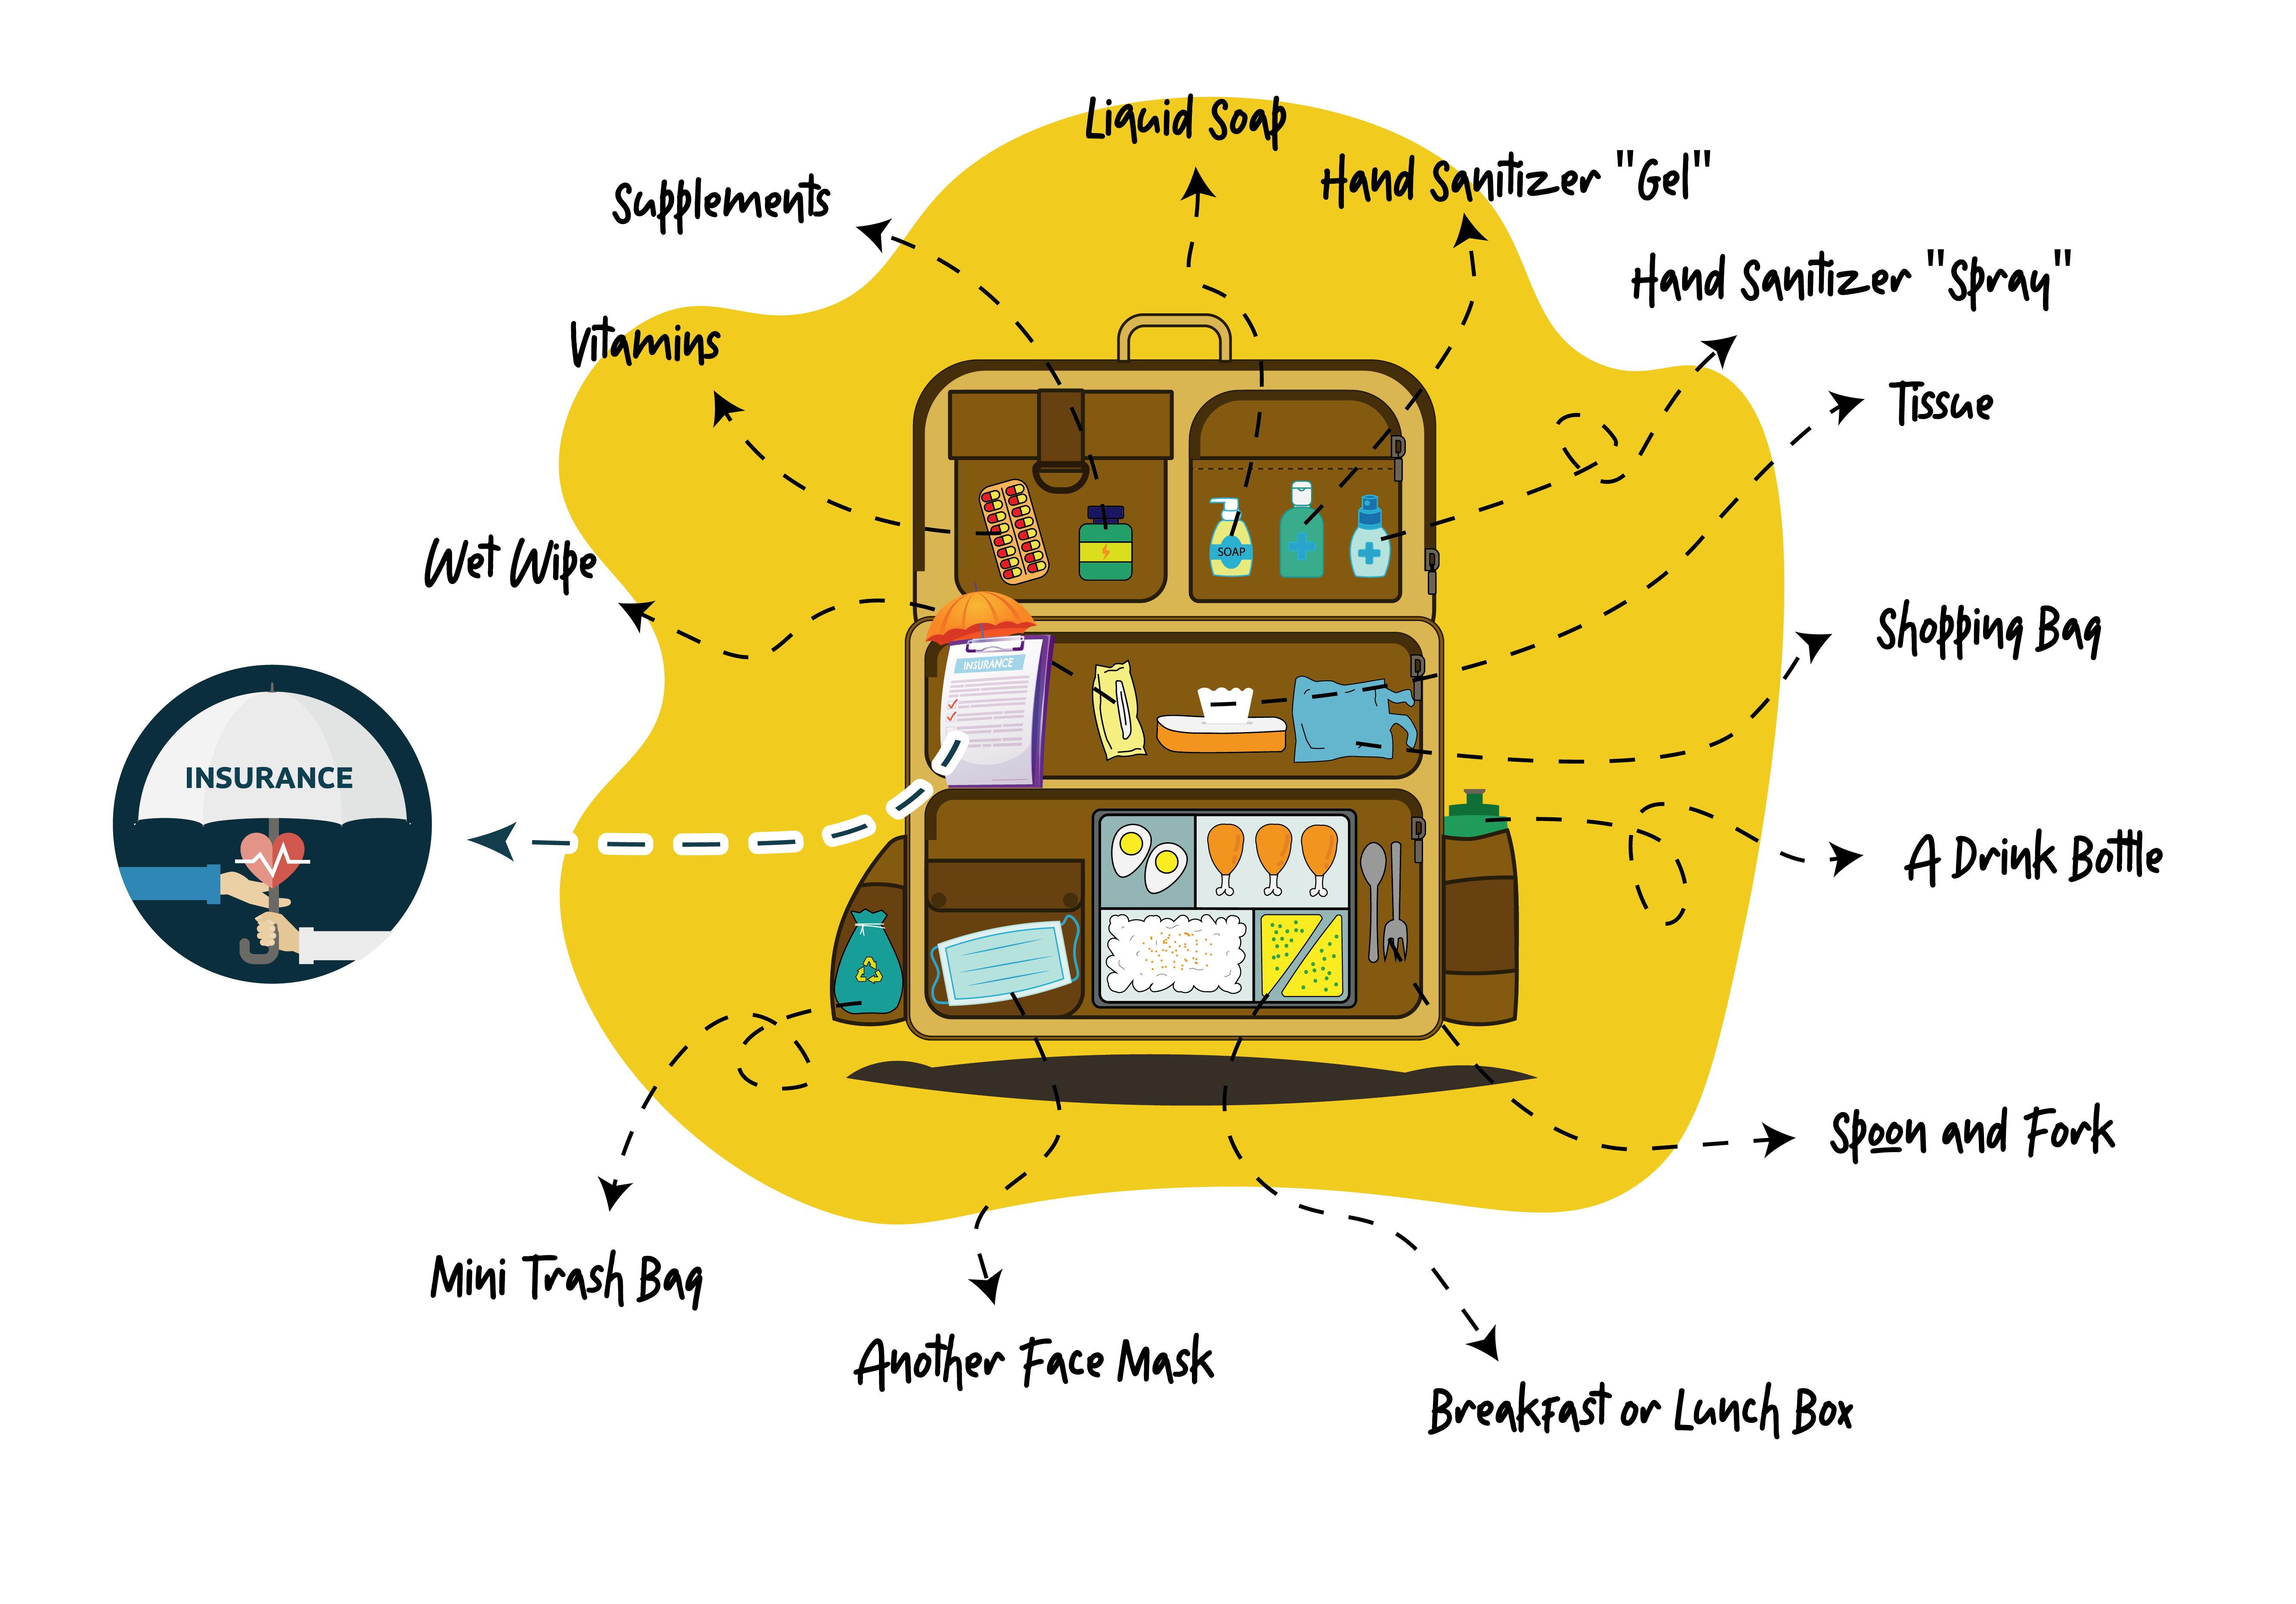 Liquid Soap
Hand Sanitizer "Gel"
Supplements
Hand Sanitizer "Spray"
Vitamins
Tissue
Wet Wipe
SOAP
Shopping Bag
INSURANCE
INSURANCE
A Drink Bottle
Spoon and Fork
Mini Trash Bag
Another Face Mask
Breakfast or Lunch Box